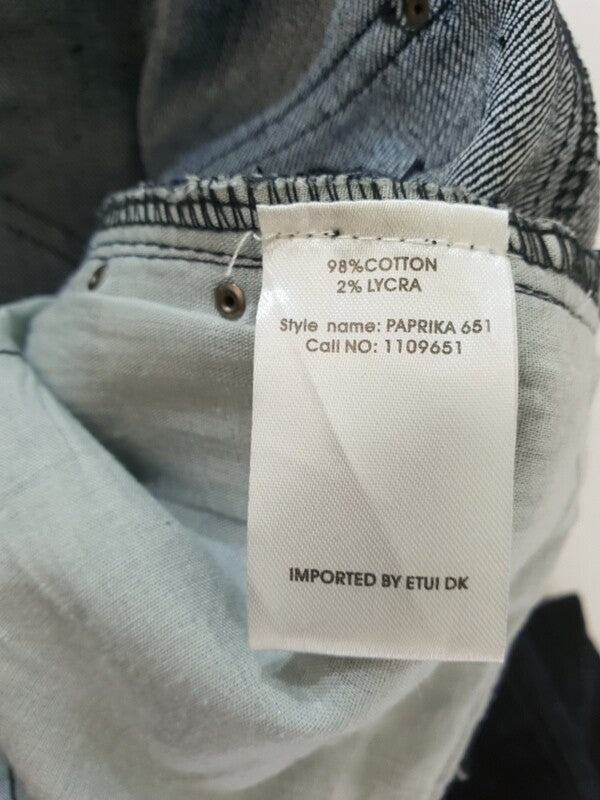 98%COTTON
2% LYCRA
Style name: PAPRIKA 651
Call NO: 1109651
IMPORTED BY ETUI DK